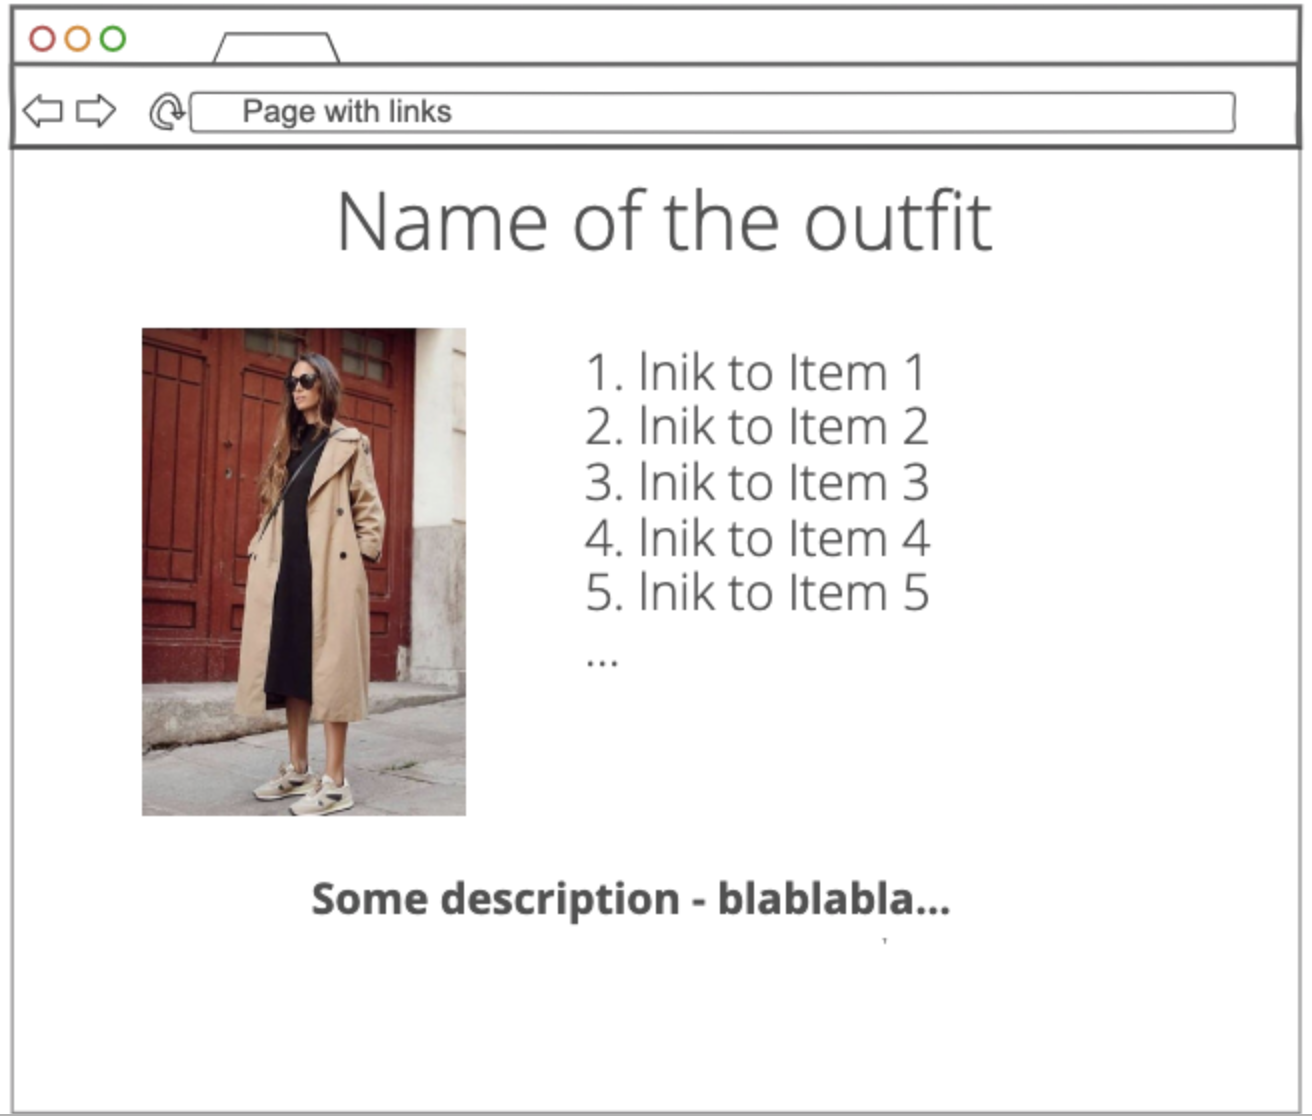 Page with links
Name of the outfit
1. lnik to Item 1
2. lnik to Item 2
3. lnik to Item 3
4. lnik to Item 4
5. lnik to Item 5
...
Some description - blablabla...